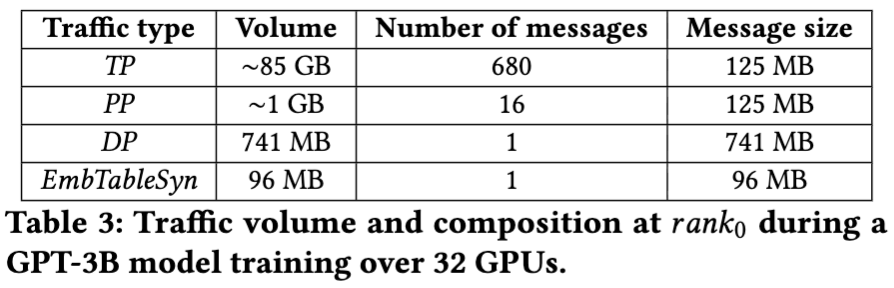 Traffic type Volume Number of messages Message size
TP ~85 GB 680 125 MB
PP ~1 GB 16 125 MB
DP 741 MB 1 741 MB
EmbTableSyn 96 MB 1 96 MB
Table 3: Traffic volume and composition at rank₀ during a
GPT-3B model training over 32 GPUs.